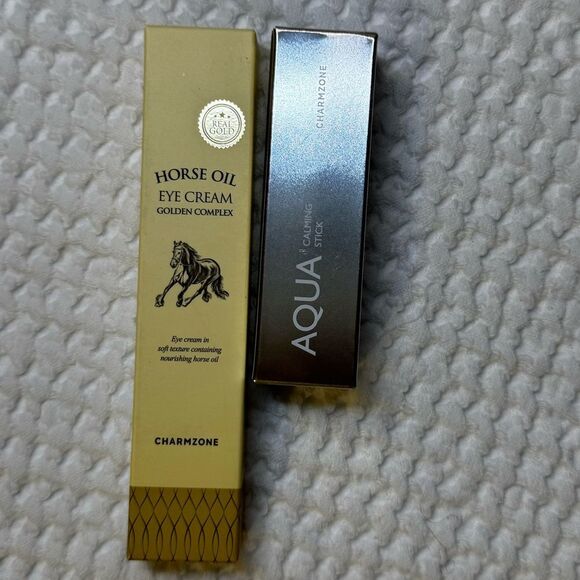 REAL
GOLD
HORSE OIL
EYE CREAM
GOLDEN COMPLEX
Eye cream in
soft texture containing
nourishing horse oil
CHARMZONE
CHARMZONE
AQUA R CALMING
STICK